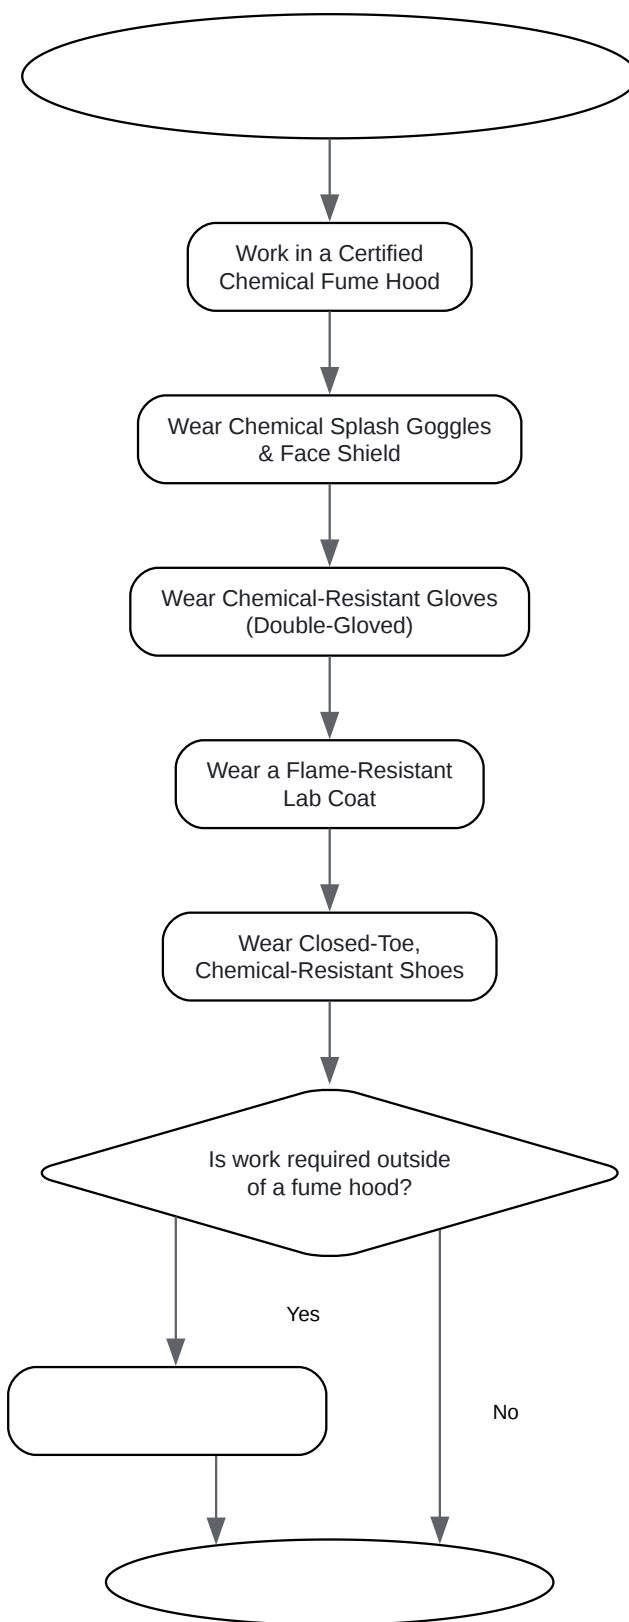 Work in a Certified
Chemical Fume Hood
Wear Chemical Splash Goggles
& Face Shield
Wear Chemical-Resistant Gloves
(Double-Gloved)
Wear a Flame-Resistant
Lab Coat
Wear Closed-Toe,
Chemical-Resistant Shoes
Is work required outside
of a fume hood?
Yes
No